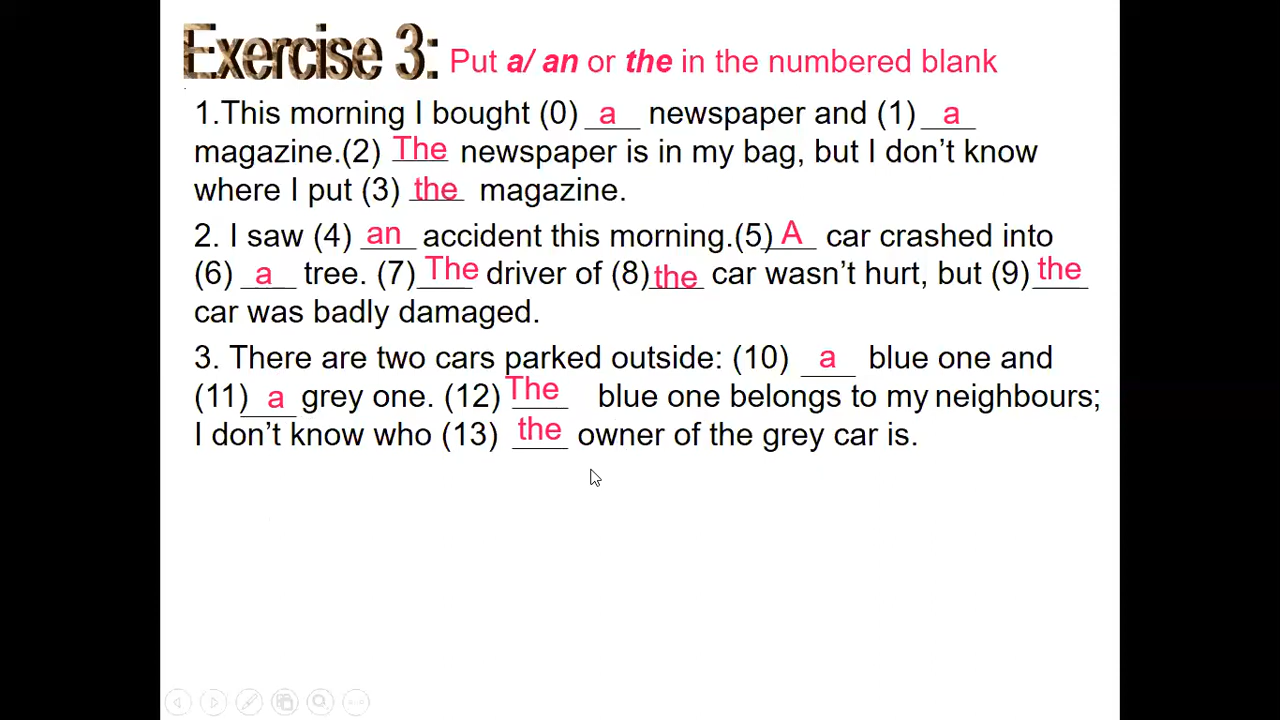 Exercise 3: Put a/ an or the in the numbered blank
1.This morning I bought (0) a newspaper and (1) a
magazine.(2) The newspaper is in my bag, but I don’t know
where I put (3) the magazine.
2. I saw (4) an accident this morning.(5) A car crashed into
(6) a tree. (7) The driver of (8) the car wasn’t hurt, but (9) the
car was badly damaged.
3. There are two cars parked outside: (10) a blue one and
(11) a grey one. (12) The blue one belongs to my neighbours;
I don’t know who (13) the owner of the grey car is.